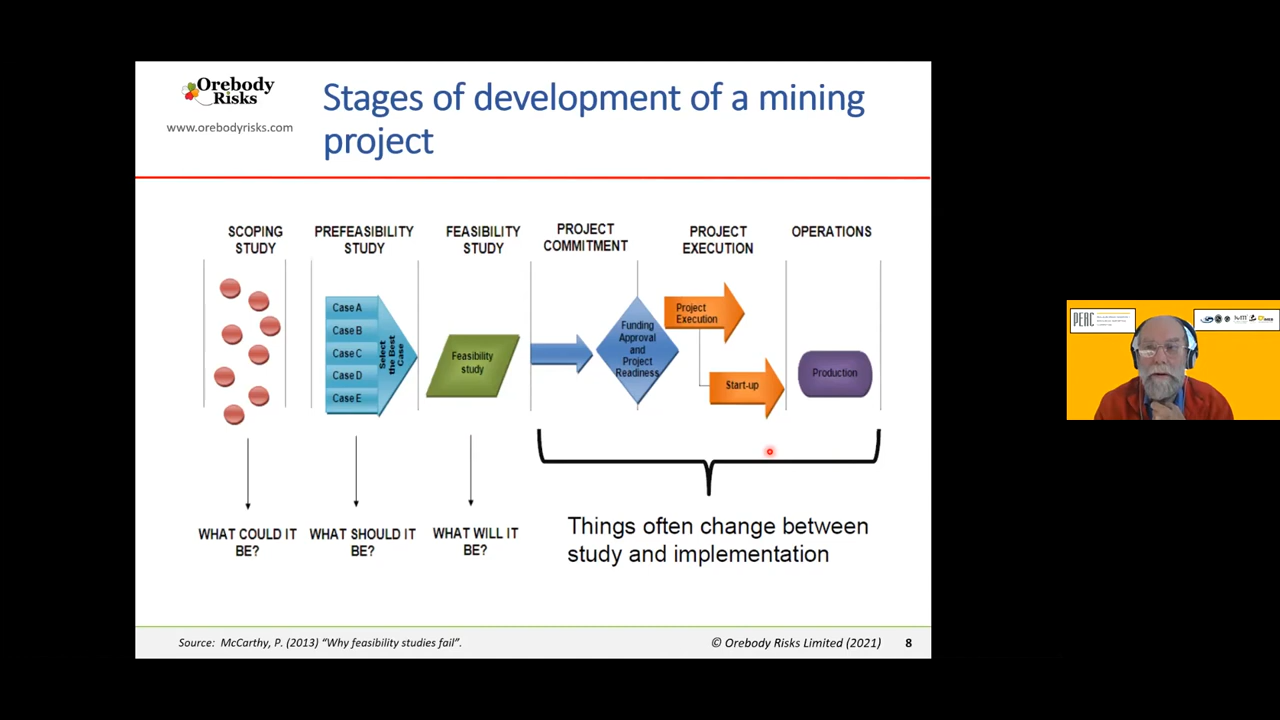 Orebody
Risks
www.orebodyrisks.com
Stages of development of a mining
project
SCOPING
STUDY
PREFEASIBILITY
STUDY
FEASIBILITY
STUDY
PROJECT
COMMITMENT
PROJECT
EXECUTION
OPERATIONS
Case A
Case B
Case C
Case D
Case E
Select
the Best
Case
Feasibility
study
Funding
Approval
and
Project
Readiness
Project
Execution
Start-up
Production
WHAT COULD IT
BE?
WHAT SHOULD IT
BE?
WHAT WILL IT
BE?
Things often change between
study and implementation
Source: McCarthy, P. (2013) “Why feasibility studies fail”.
© Orebody Risks Limited (2021)
8
PERC